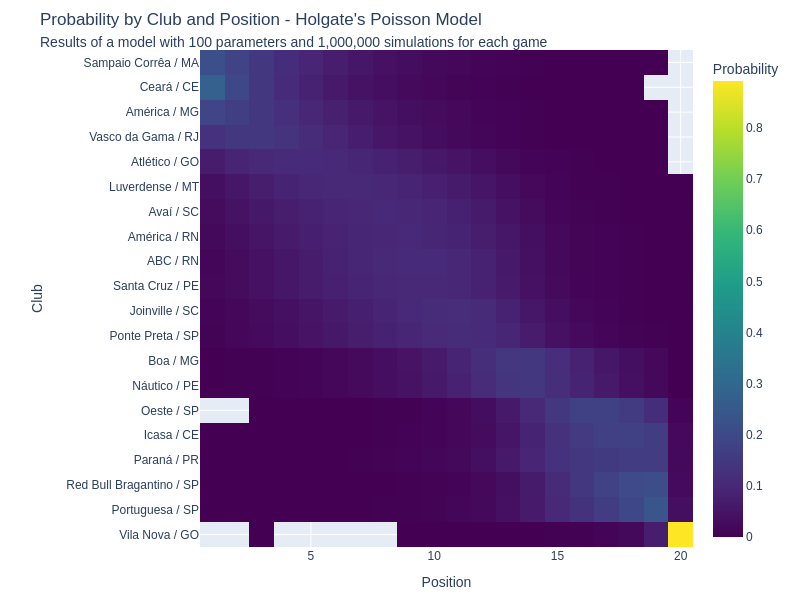 Probability by Club and Position - Holgate's Poisson Model
Results of a model with 100 parameters and 1,000,000 simulations for each game
Probability
Sampaio Corrêa / MA
Ceará / CE
América / MG
Vasco da Gama / RJ
Atlético / GO
Luverdense / MT
Avaí / SC
América / RN
ABC / RN
Santa Cruz / PE
Joinville / SC
Ponte Preta / SP
Boa / MG
Náutico / PE
Oeste / SP
Icasa / CE
Paraná / PR
Red Bull Bragantino / SP
Portuguesa / SP
Vila Nova / GO
Club
5
10
15
20
Position
0.8
0.7
0.6
0.5
0.4
0.3
0.2
0.1
0